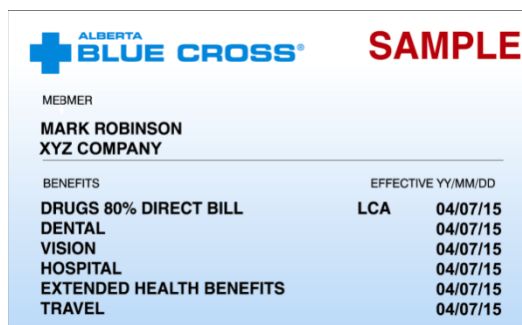 ALBERTA
BLUE CROSS®
SAMPLE
MEBMER
MARK ROBINSON
XYZ COMPANY
BENEFITS EFFECTIVE YY/MM/DD
DRUGS 80% DIRECT BILL LCA 04/07/15
DENTAL 04/07/15
VISION 04/07/15
HOSPITAL 04/07/15
EXTENDED HEALTH BENEFITS 04/07/15
TRAVEL 04/07/15